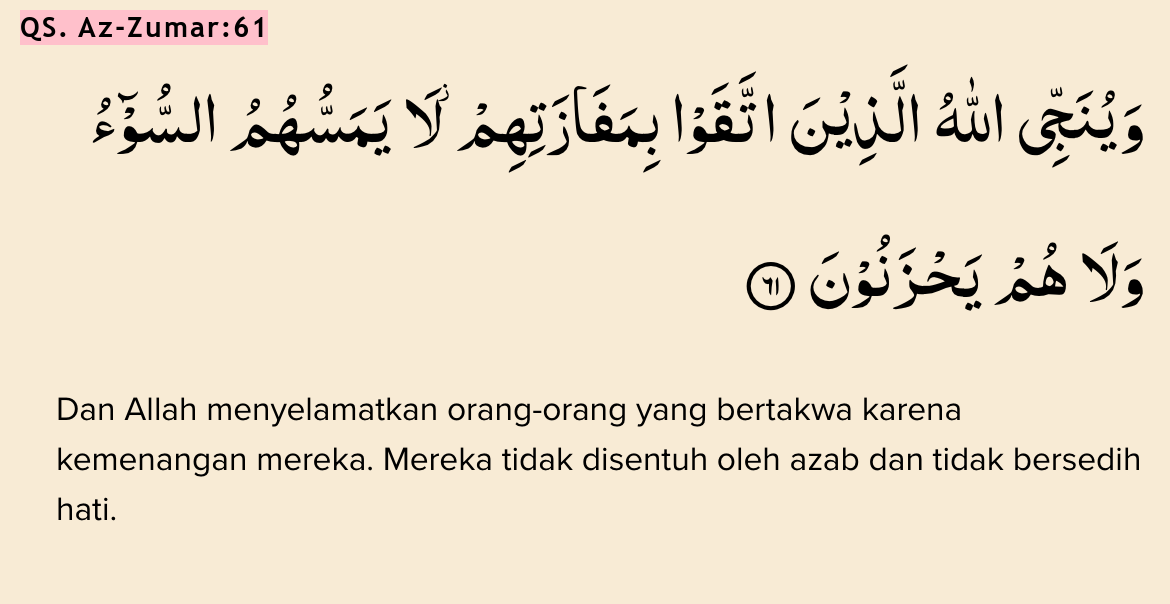 QS. Az-Zumar:61
وَيُنَجِّى اللّٰهُ الَّذِيْنَ اتَّقَوْا بِمَفَازَتِهِمْ ۖلَا يَمَسُّهُمُ السُّوْۤءُ
وَلَا هُمْ يَحْزَنُوْنَ ٦١
Dan Allah menyelamatkan orang-orang yang bertakwa karena
kemenangan mereka. Mereka tidak disentuh oleh azab dan tidak bersedih
hati.